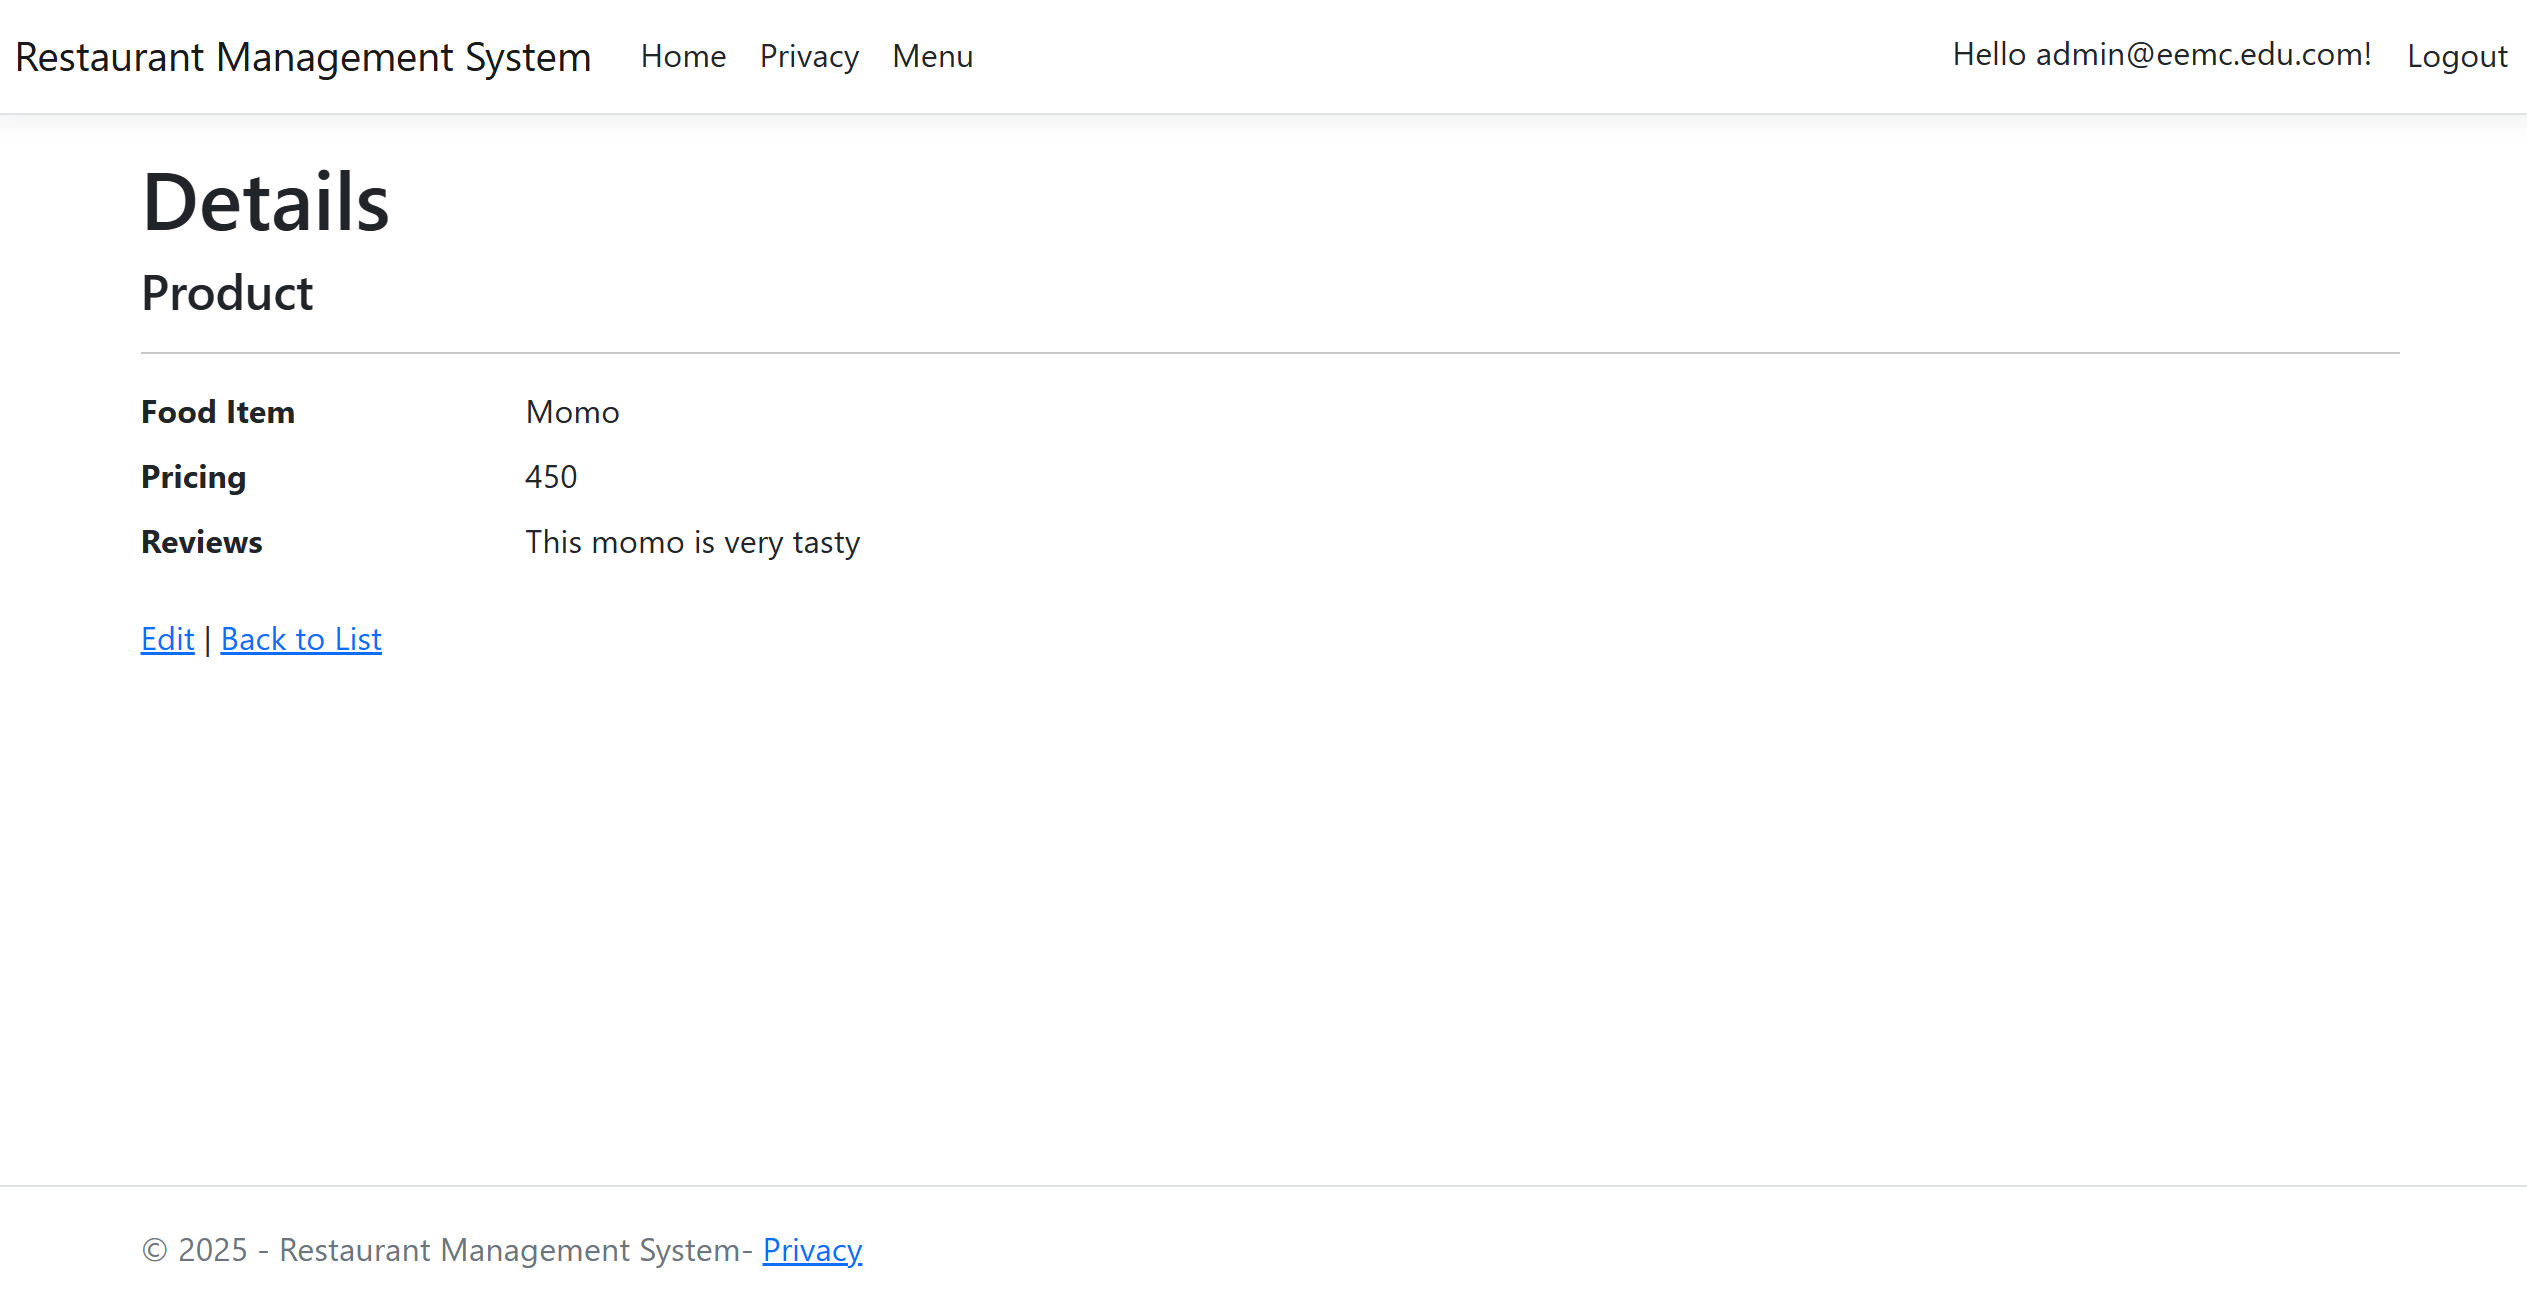 Restaurant Management System Home Privacy Menu Hello admin@eemc.edu.com! Logout
Details
Product
Food Item Momo
Pricing 450
Reviews This momo is very tasty
Edit | Back to List
© 2025 - Restaurant Management System- Privacy